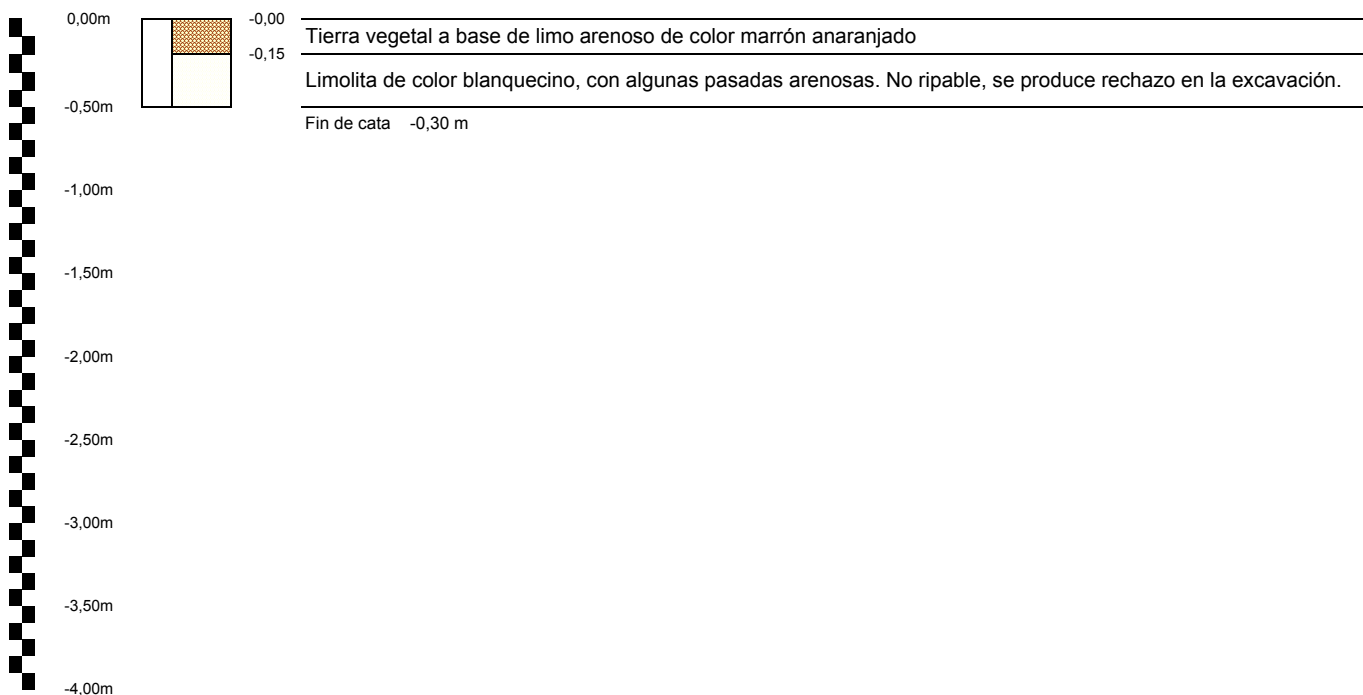 0,00m
-0,00
Tierra vegetal a base de limo arenoso de color marrón anaranjado
-0,15
Limolita de color blanquecino, con algunas pasadas arenosas. No ripable, se produce rechazo en la excavación.
-0,50m
Fin de cata -0,30 m
-1,00m
-1,50m
-2,00m
-2,50m
-3,00m
-3,50m
-4,00m